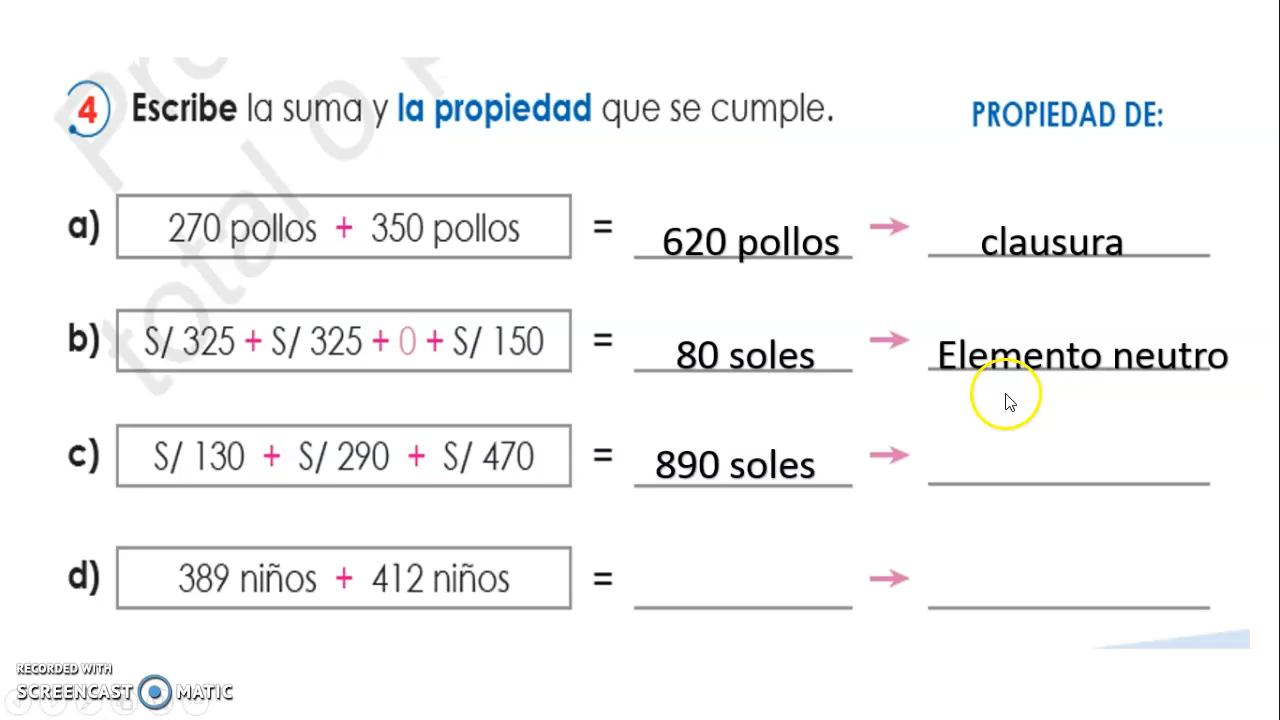 4 Escribe la suma y la propiedad que se cumple. PROPIEDAD DE:
a) 270 pollos + 350 pollos = 620 pollos → clausura
b) S/ 325 + S/ 325 + 0 + S/ 150 = 80 soles → Elemento neutro
c) S/ 130 + S/ 290 + S/ 470 = 890 soles →
d) 389 niños + 412 niños = →
total o
RECORDED WITH
SCREENCAST MATIC